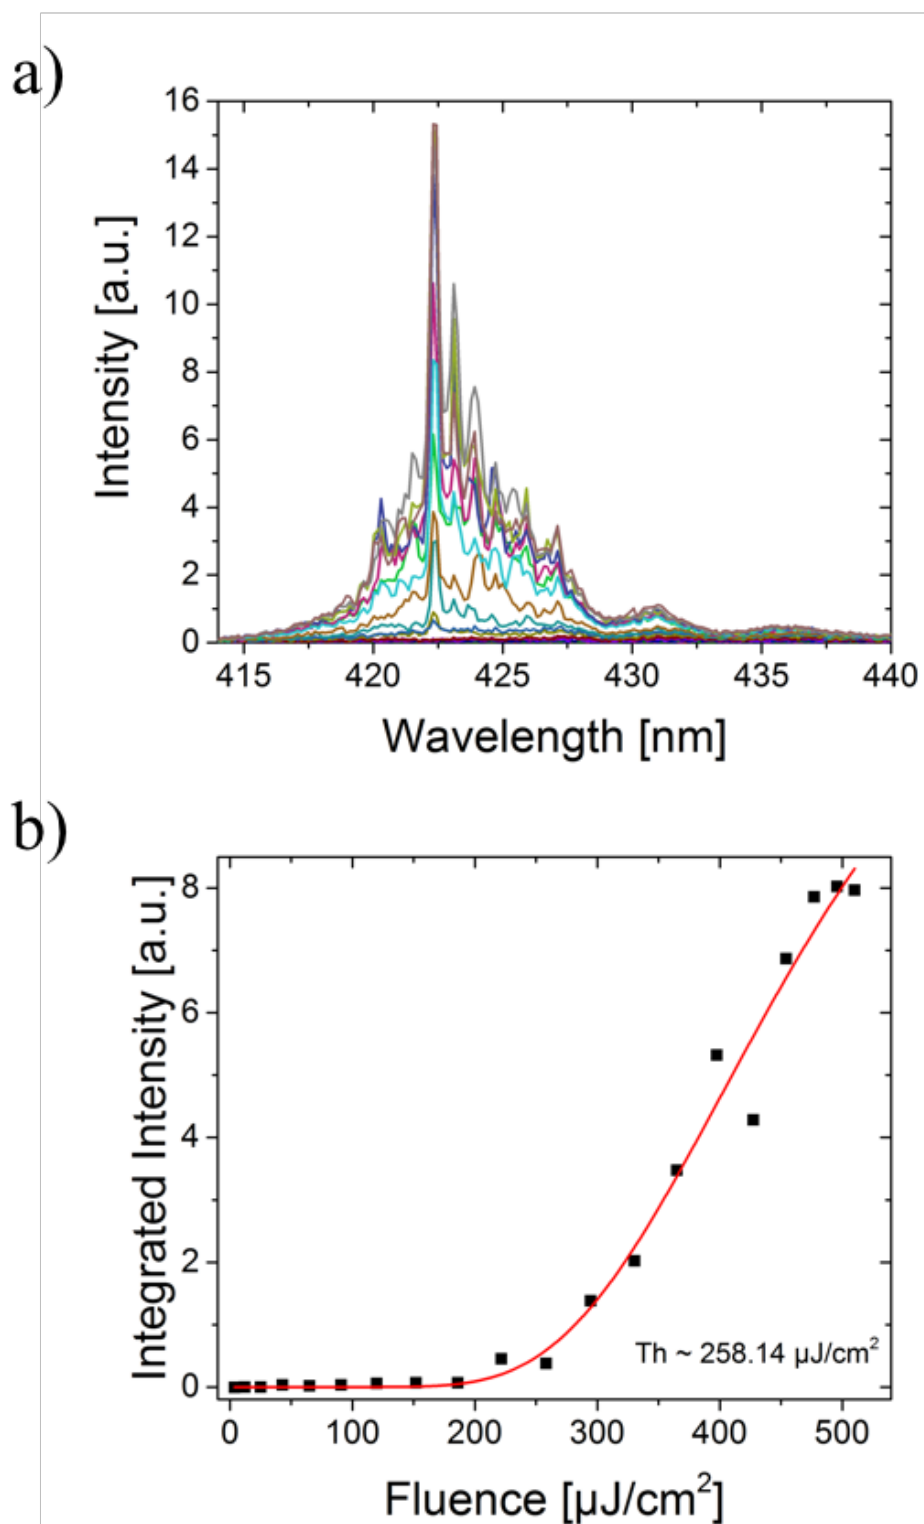 a)
16
14
12
10
8
6
4
2
0
Intensity [a.u.]
415 420 425 430 435 440
Wavelength [nm]
b)
8
6
4
2
0
Integrated Intensity [a.u.]
Th ~ 258.14 µJ/cm²
0 100 200 300 400 500
Fluence [µJ/cm²]